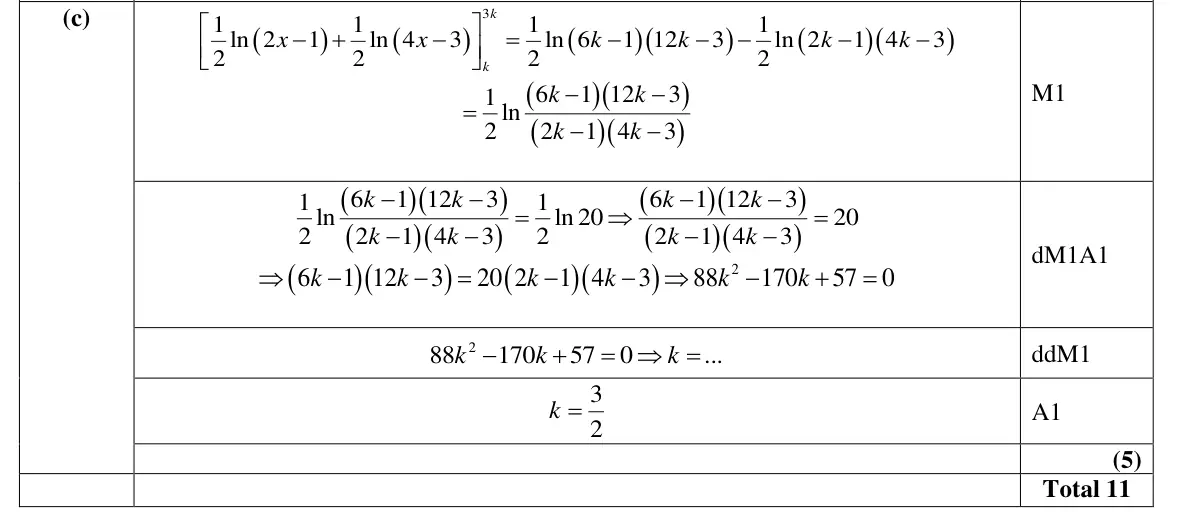 (c)
[1/2 ln(2x − 1) + 1/2 ln(4x − 3)]_k^{3k} = 1/2 ln(6k − 1)(12k − 3) − 1/2 ln(2k − 1)(4k − 3)
= 1/2 ln (6k − 1)(12k − 3)/(2k − 1)(4k − 3)
M1
1/2 ln (6k − 1)(12k − 3)/(2k − 1)(4k − 3) = 1/2 ln 20 ⇒ (6k − 1)(12k − 3)/(2k − 1)(4k − 3) = 20
⇒ (6k − 1)(12k − 3) = 20(2k − 1)(4k − 3) ⇒ 88k² − 170k + 57 = 0
dM1A1
88k² − 170k + 57 = 0 ⇒ k = ...
ddM1
k = 3/2
A1
(5)
Total 11